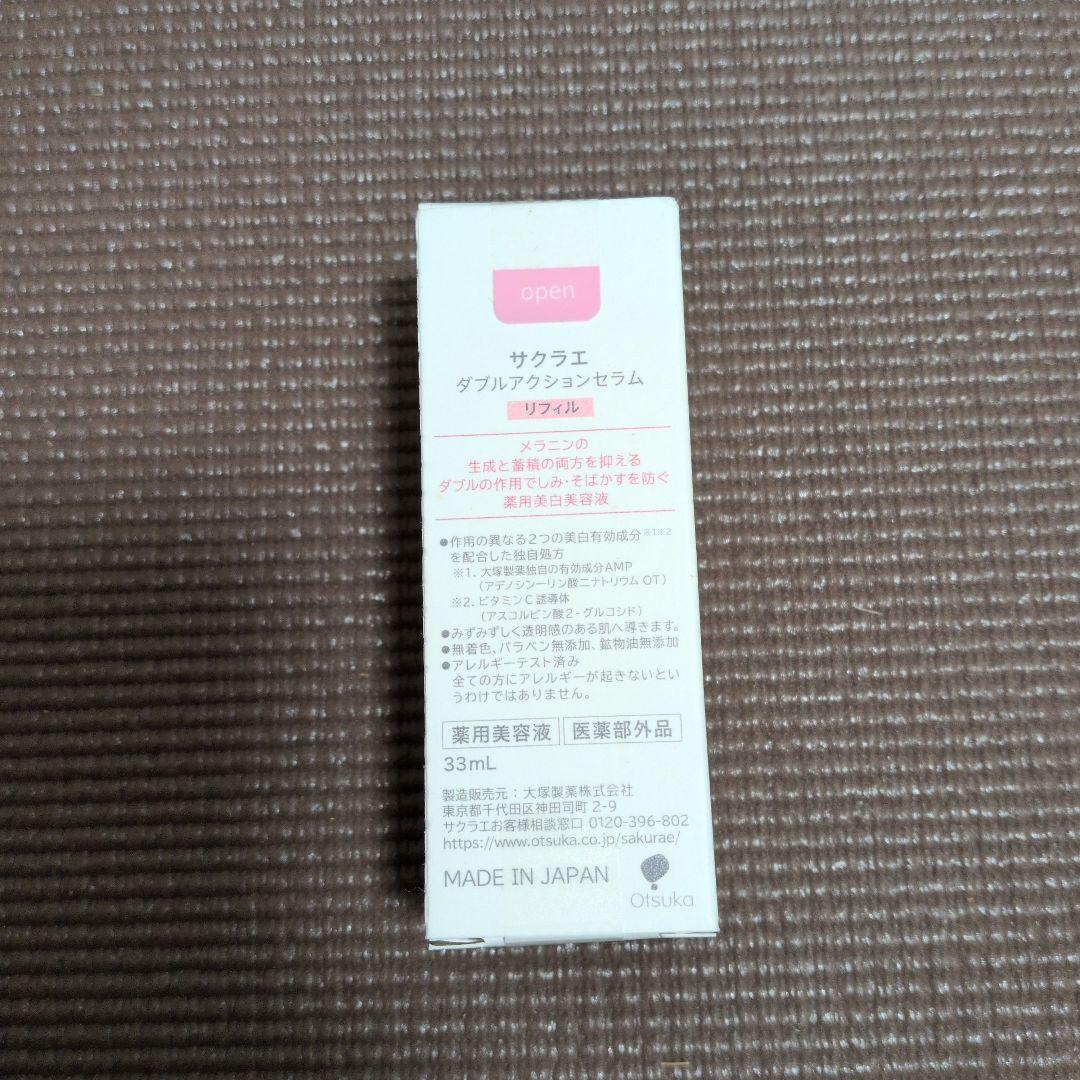 open
サクラエ
ダブルアクションセラム
リフィル
メラニンの
生成と蓄積の両方を抑える
ダブルの作用でしみ・そばかすを防ぐ
薬用美白美容液
●作用の異なる2つの美白有効成分※1※2
を配合した独自処方
※1. 大塚製薬独自の有効成分AMP
（アデノシン一リン酸二ナトリウム OT）
※2. ビタミンC誘導体
（アスコルビン酸2-グルコシド）
●みずみずしく透明感のある肌へ導きます。
●無着色、パラベン無添加、鉱物油無添加
●アレルギーテスト済み
全ての方にアレルギーが起きないとい
うわけではありません。
薬用美容液 医薬部外品
33mL
製造販売元：大塚製薬株式会社
東京都千代田区神田司町 2-9
サクラエお客様相談窓口 0120-396-802
https://www.otsuka.co.jp/sakurae/
MADE IN JAPAN
Otsuka